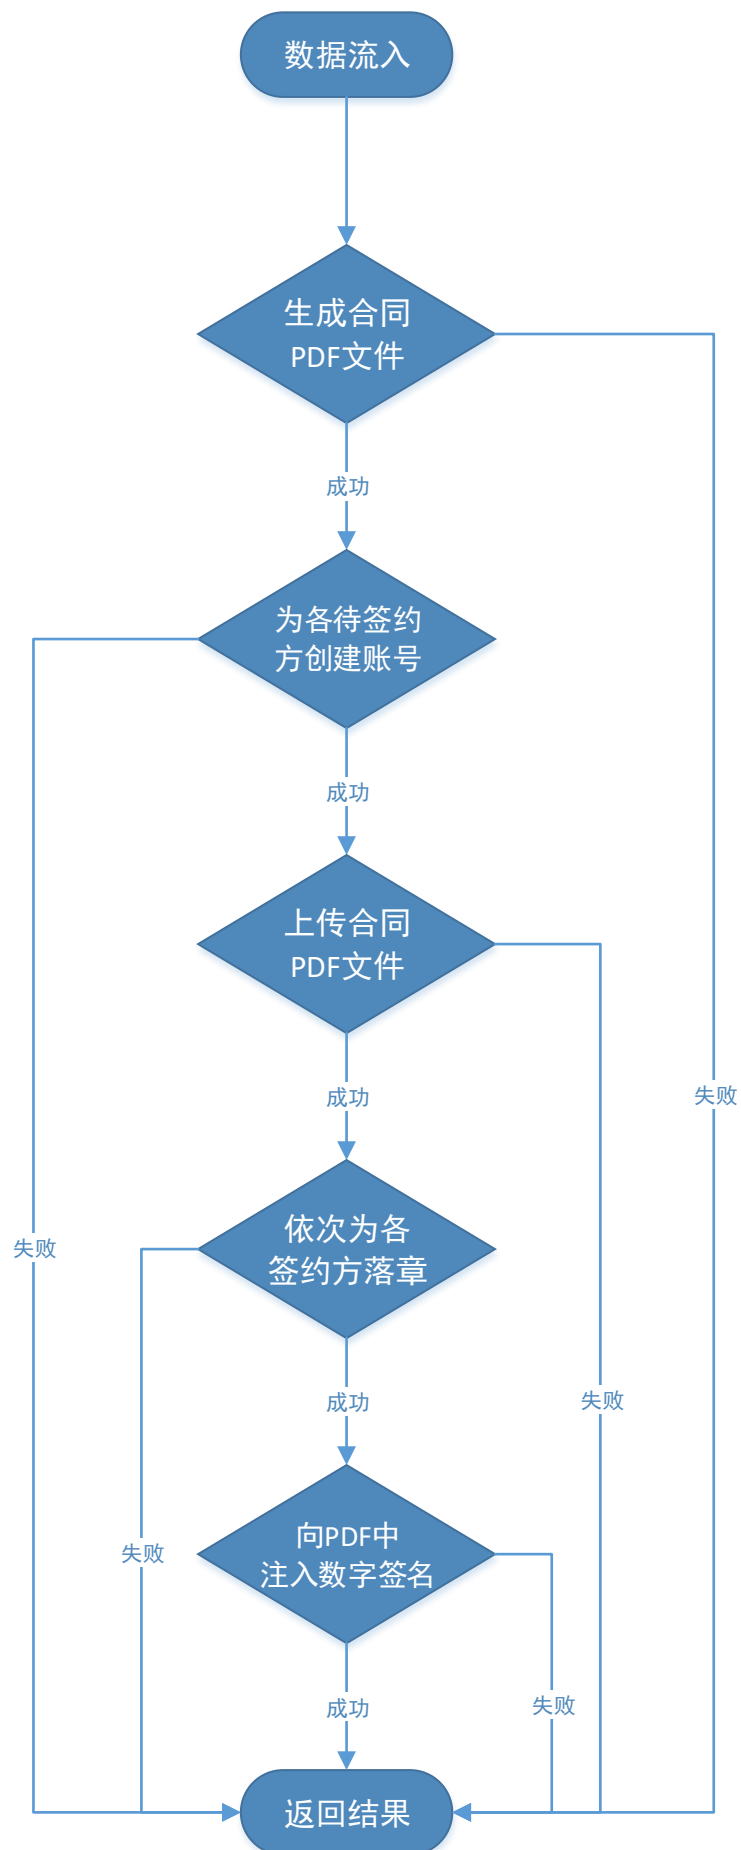 数据流入
生成合同
PDF文件
成功
为各待签约
方创建账号
成功
上传合同
PDF文件
成功
失败
依次为各
签约方落章
失败
成功
失败
向PDF中
注入数字签名
失败
成功
失败
返回结果